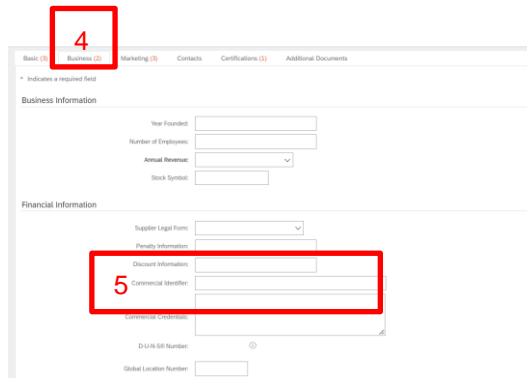 4
Basic (3) Business (2) Marketing (3) Contacts Certifications (1) Additional Documents
* Indicates a required field
Business Information
Year Founded:
Number of Employees:
Annual Revenue:
Stock Symbol:
Financial Information
Supplier Legal Form:
Penalty Information:
Discount Information:
5 Commercial Identifier:
Commercial Credentials:
D-U-N-S® Number:
Global Location Number: